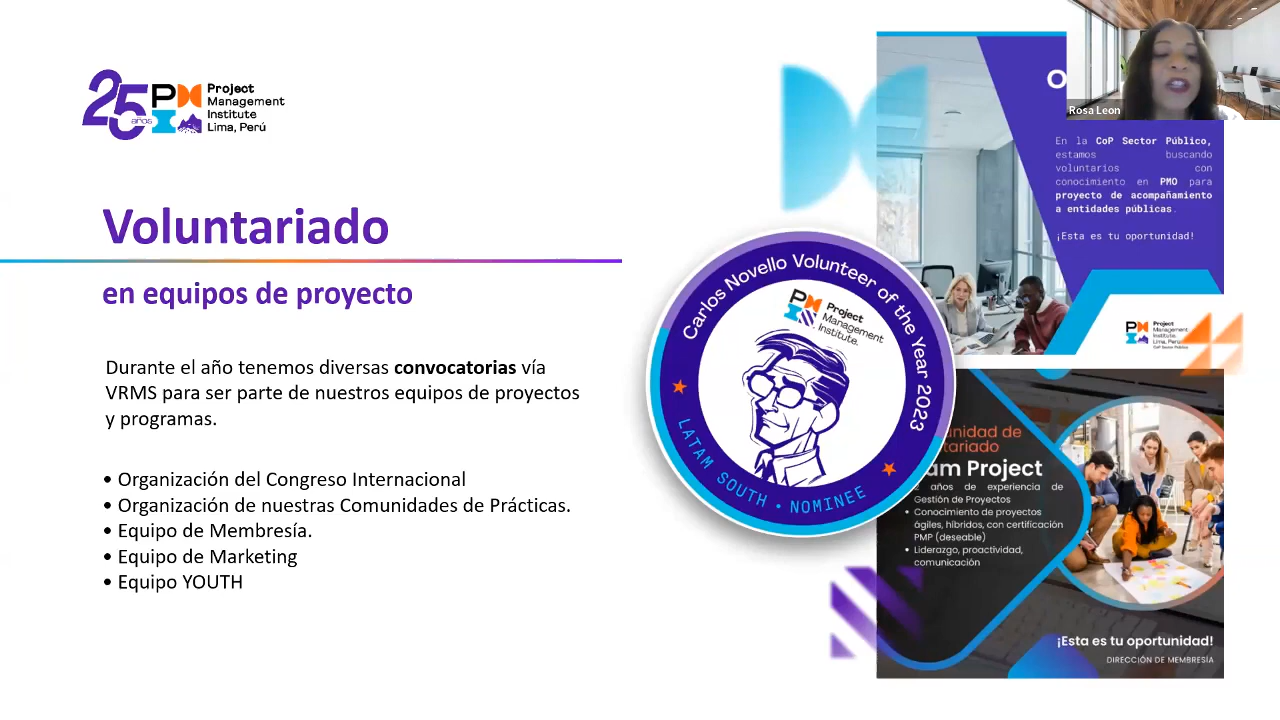 25 años
PMI
Project
Management
Institute
Lima, Perú
Voluntariado
en equipos de proyecto
Durante el año tenemos diversas convocatorias vía
VRMS para ser parte de nuestros equipos de proyectos
y programas.
• Organización del Congreso Internacional
• Organización de nuestras Comunidades de Prácticas.
• Equipo de Membresía.
• Equipo de Marketing
• Equipo YOUTH
Carlos Novello Volunteer of the Year 2023
Project
Management
Institute.
LATAM SOUTH • NOMINEE
Rosa Leon
En la CoP Sector Público,
estamos buscando
voluntarios con
conocimiento en PMO para
proyecto de acompañamiento
a entidades públicas.
¡Esta es tu oportunidad!
Project
Management
Institute
Lima, Perú
CoP Sector Público
Project
años de experiencia de
Gestión de Proyectos
• Conocimiento de proyectos
ágiles, híbridos, con certificación
PMP (deseable)
• Liderazgo, proactividad,
comunicación
¡Esta es tu oportunidad!
DIRECCIÓN DE MEMBRESÍA